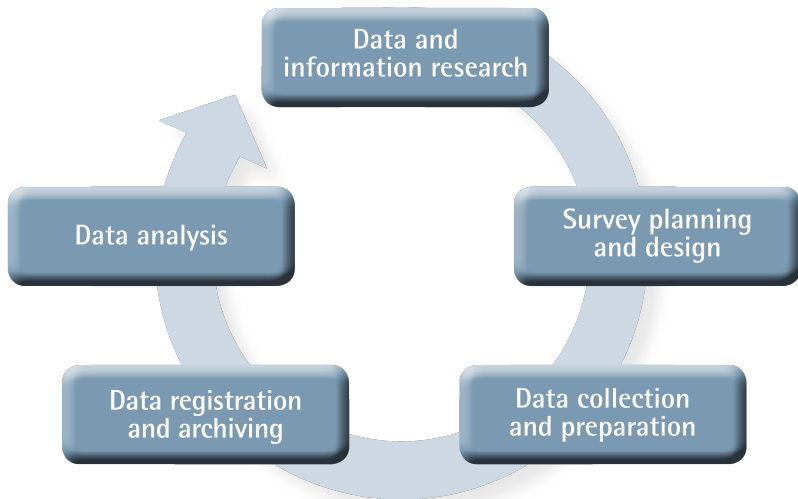 Data and
information research
Survey planning
and design
Data collection
and preparation
Data registration
and archiving
Data analysis